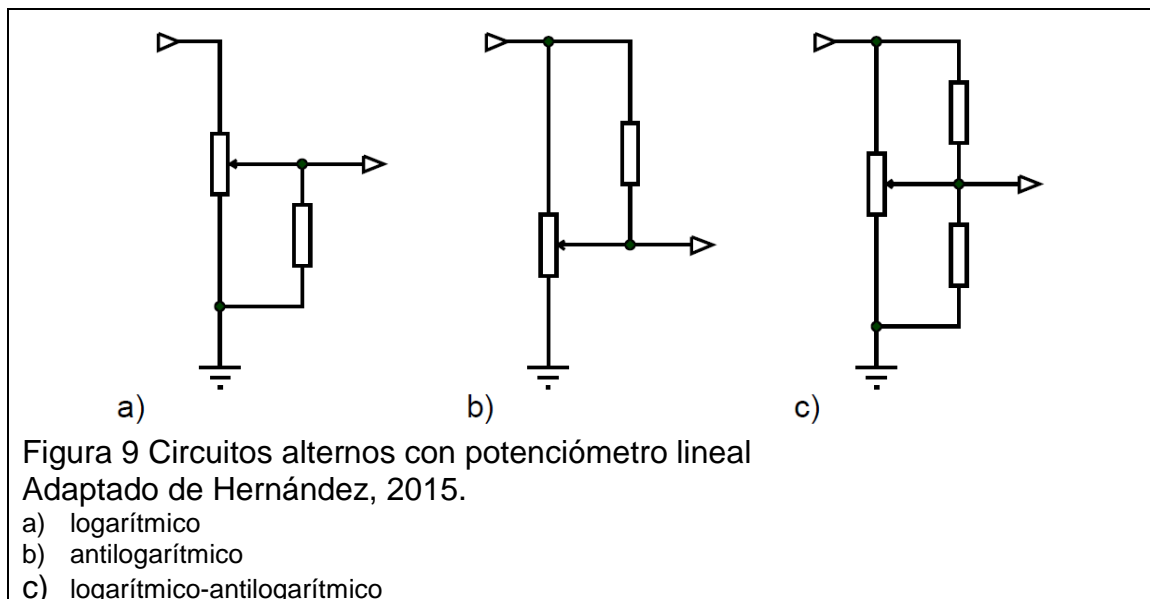 a)
b)
c)
Figura 9 Circuitos alternos con potenciómetro lineal
Adaptado de Hernández, 2015.
a) logarítmico
b) antilogarítmico
c) logarítmico-antilogarítmico